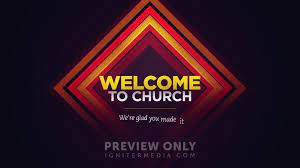 WELCOME
TO CHURCH
We're glad you made it
PREVIEW ONLY
IGNITERMEDIA.COM